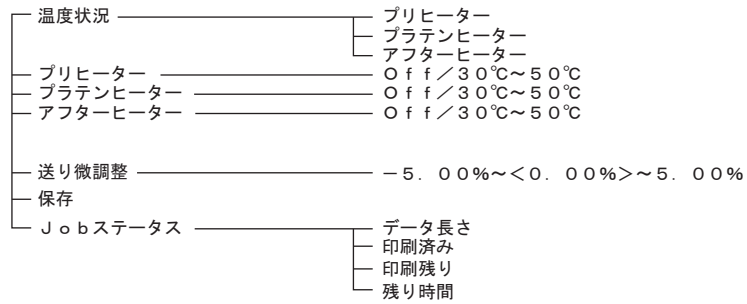 温度状況 プリヒーター
プラテンヒーター
アフターヒーター
プリヒーター Ｏｆｆ／３０℃～５０℃
プラテンヒーター Ｏｆｆ／３０℃～５０℃
アフターヒーター Ｏｆｆ／３０℃～５０℃
送り微調整 －５．００％～＜０．００％＞～５．００％
保存
Ｊｏｂステータス データ長さ
印刷済み
印刷残り
残り時間